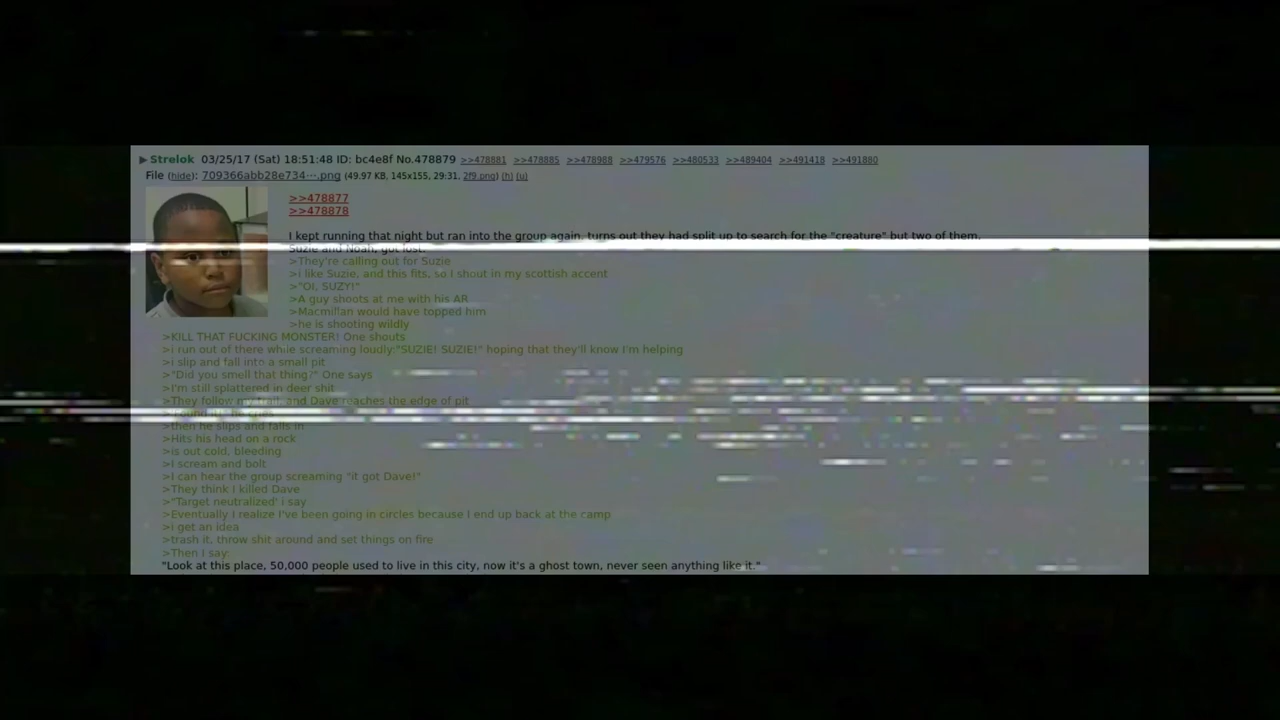 ▶ Strelok 03/25/17 (Sat) 18:51:48 ID: bc4e8f No.478879 >>478881 >>478885 >>478988 >>479576 >>480533 >>489404 >>491418 >>491880
File (hide): 709366abb28e734⋯.png (49.97 KB, 145x155, 29:31, 2f9.png) (h) (u)
>>478877
>>478878
I kept running that night but ran into the group again, turns out they had split up to search for the "creature" but two of them.
Suzie and Noah, got lost.
>They're calling out for Suzie
>i like Suzie, and this fits, so I shout in my scottish accent
>"OI, SUZY!"
>A guy shoots at me with his AR
>Macmillan would have topped him
>he is shooting wildly
>KILL THAT FUCKING MONSTER! One shouts
>i run out of there while screaming loudly:"SUZIE! SUZIE!" hoping that they'll know I'm helping
>i slip and fall into a small pit
>"Did you smell that thing?" One says
>I'm still splattered in deer shit
>They follow my trail, and Dave reaches the edge of pit
>"Found it!" he cries
>then he slips and falls in
>Hits his head on a rock
>is out cold, bleeding
>I scream and bolt
>I can hear the group screaming "it got Dave!"
>They think i killed Dave
>"Target neutralized' i say
>Eventually I realize I've been going in circles because I end up back at the camp
>i get an idea
>trash it, throw shit around and set things on fire
>Then I say:
"Look at this place, 50,000 people used to live in this city, now it's a ghost town, never seen anything like it."